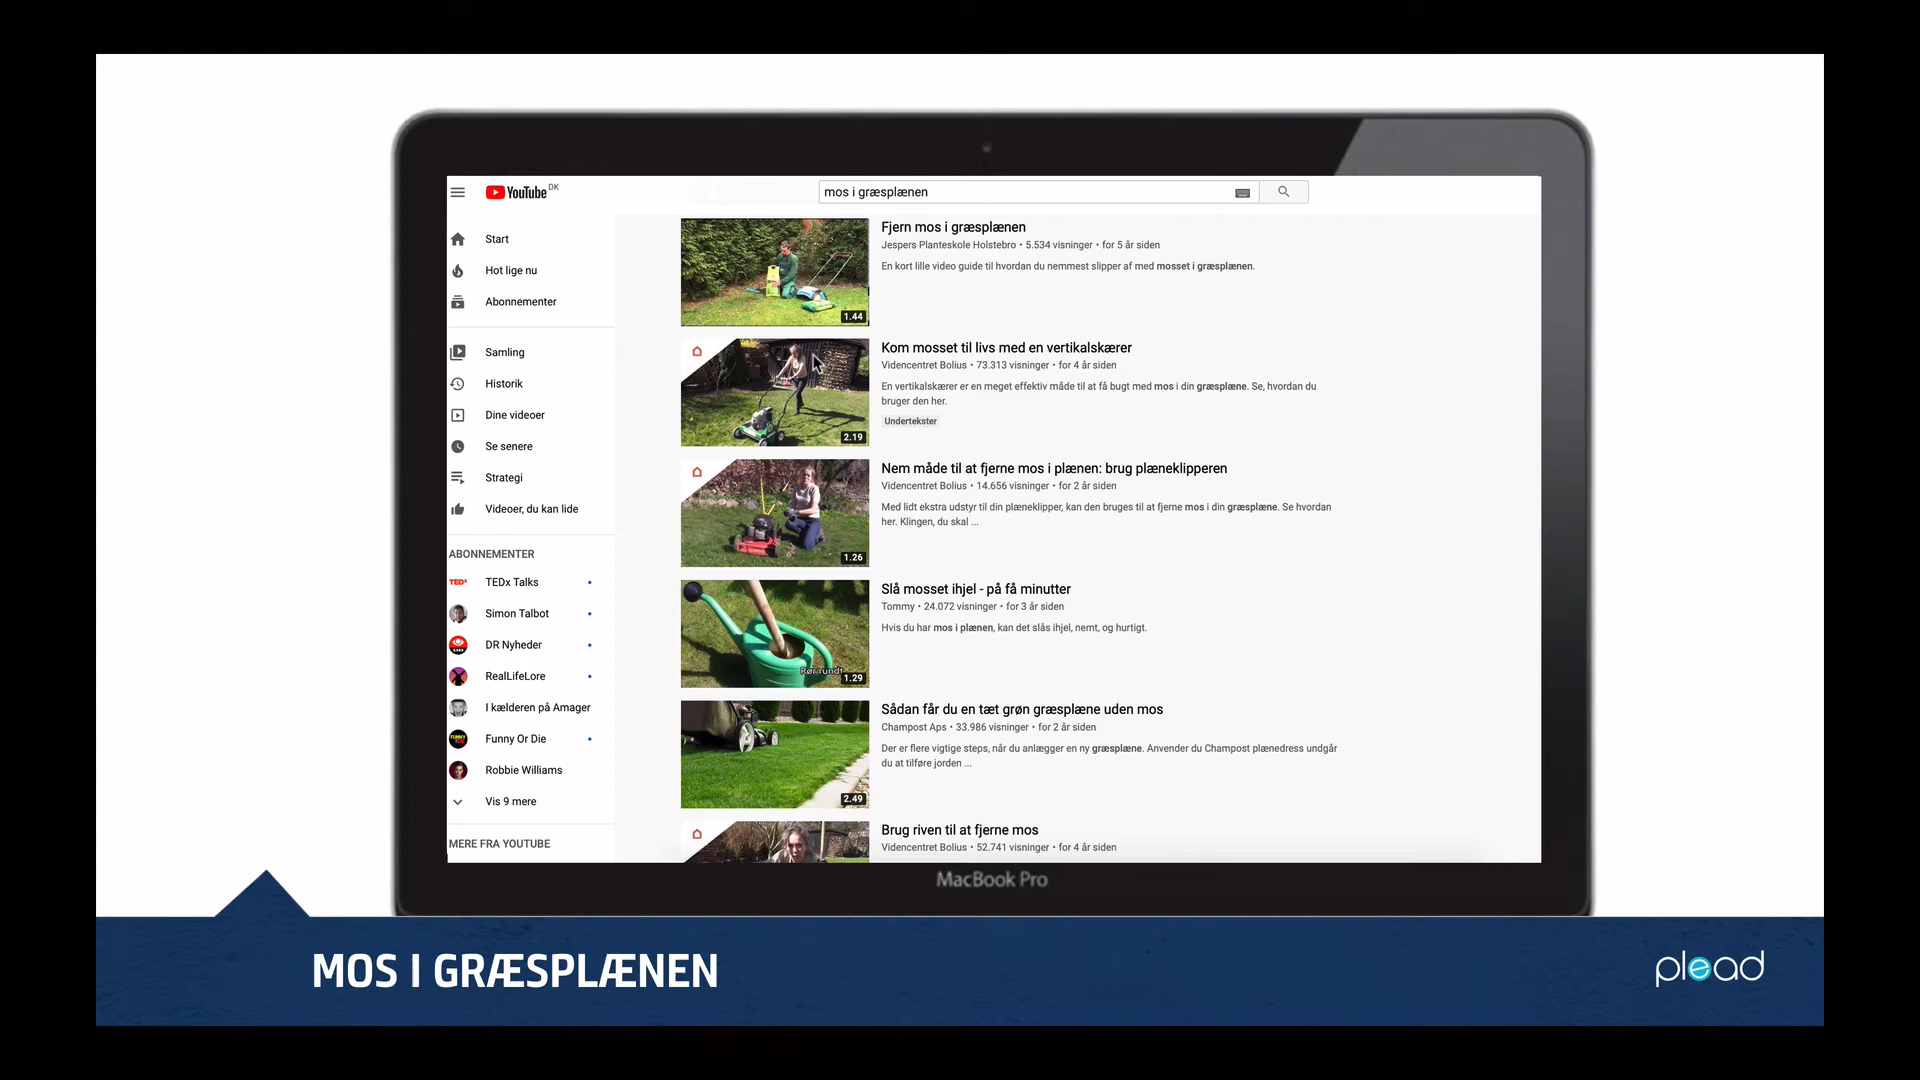 YouTube DK
mos i græsplænen
Start
Hot lige nu
Abonnementer
Samling
Historik
Dine videoer
Se senere
Strategi
Videoer, du kan lide
ABONNEMENTER
TEDx Talks
Simon Talbot
DR Nyheder
RealLifeLore
I kælderen på Amager
Funny Or Die
Robbie Williams
Vis 9 mere
MERE FRA YOUTUBE
Fjern mos i græsplænen
Jespers Planteskole Holstebro • 5.534 visninger • for 5 år siden
En kort lille video guide til hvordan du nemmest slipper af med mosset i græsplænen.
1.44
Kom mosset til livs med en vertikalskærer
Videncentret Bolius • 73.313 visninger • for 4 år siden
En vertikalskærer er en meget effektiv måde til at få bugt med mos i din græsplæne. Se, hvordan du
bruger den her.
Undertekster
2.19
Nem måde til at fjerne mos i plænen: brug plæneklipperen
Videncentret Bolius • 14.656 visninger • for 2 år siden
Med lidt ekstra udstyr til din plæneklipper, kan den bruges til at fjerne mos i din græsplæne. Se hvordan
her. Klingen, du skal ...
1.26
Slå mosset ihjel - på få minutter
Tommy • 24.072 visninger • for 3 år siden
Hvis du har mos i plænen, kan det slås ihjel, nemt, og hurtigt.
Rør rundt
1.29
Sådan får du en tæt grøn græsplæne uden mos
Champost Aps • 33.986 visninger • for 2 år siden
Der er flere vigtige steps, når du anlægger en ny græsplæne. Anvender du Champost plænedress undgår
du at tilføre jorden ...
2.49
Brug riven til at fjerne mos
Videncentret Bolius • 52.741 visninger • for 4 år siden
MacBook Pro
MOS I GRÆSPLÆNEN
plead